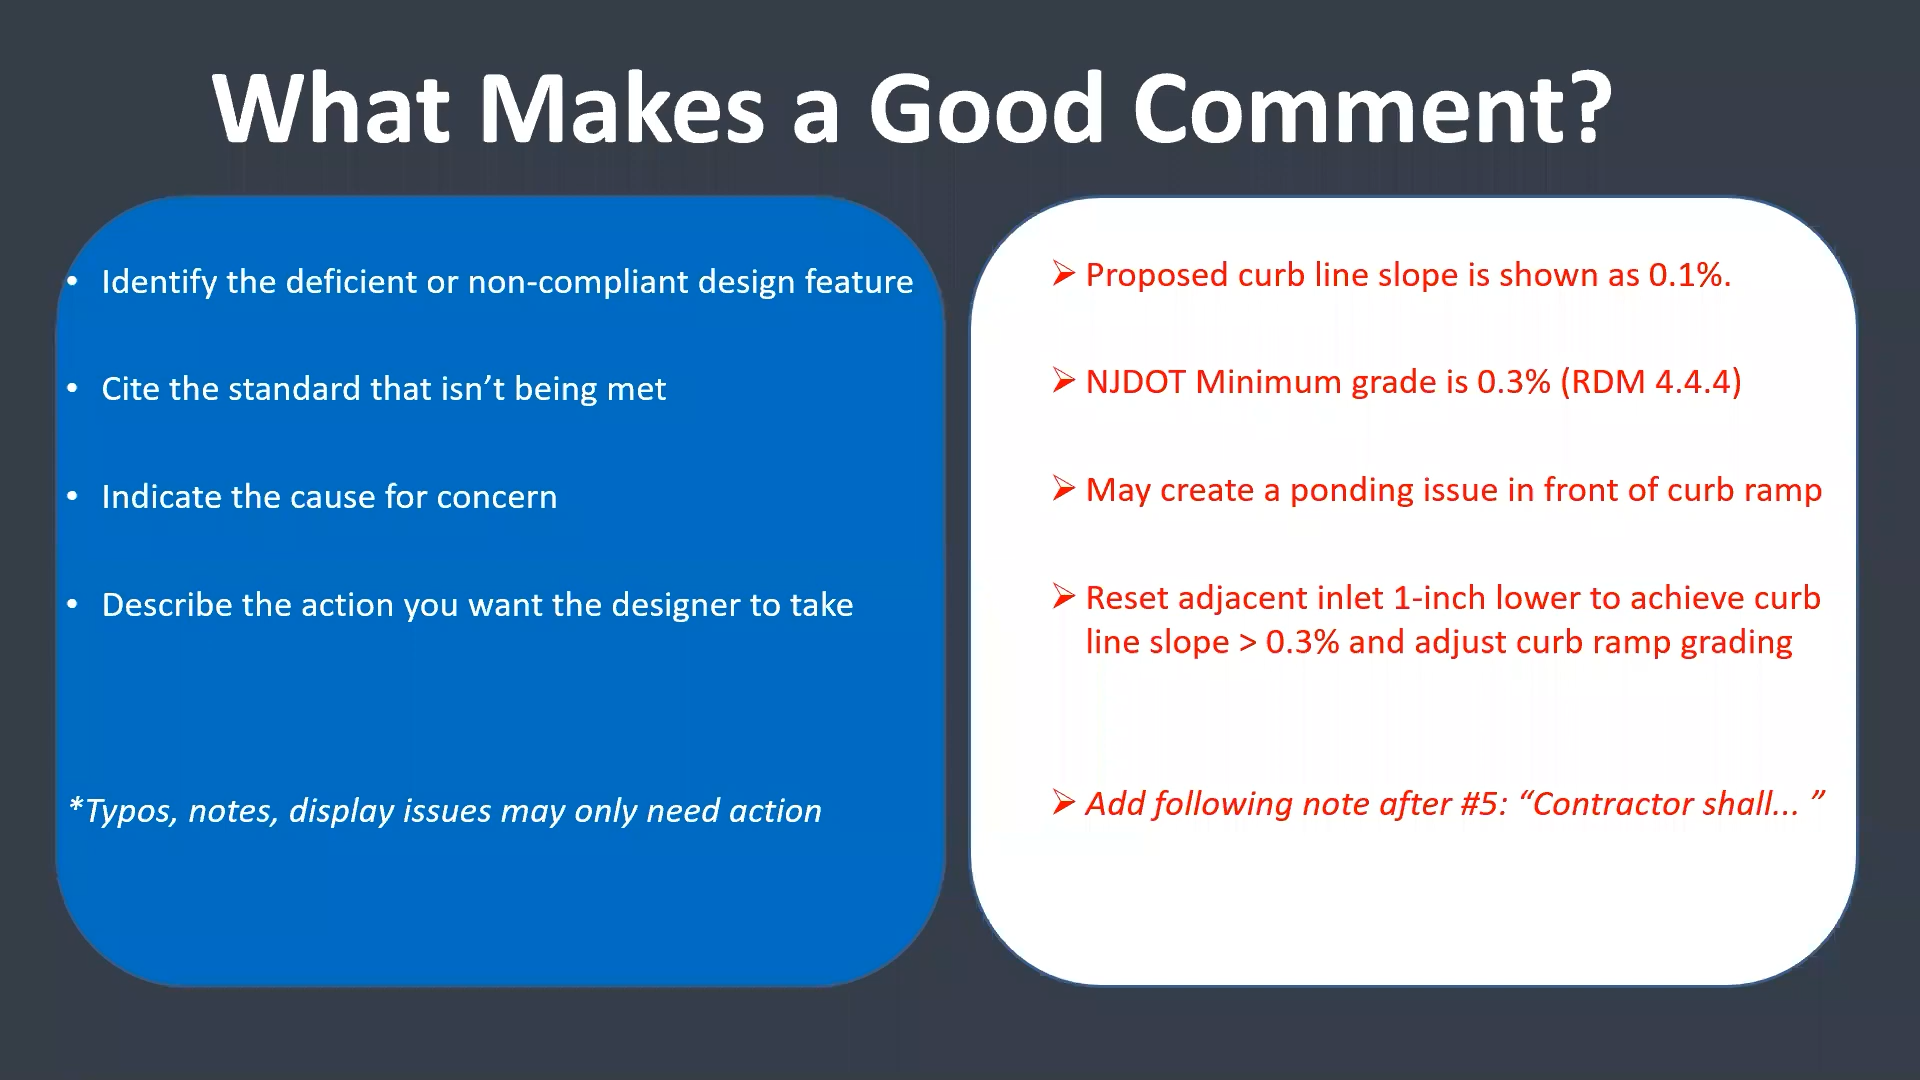 What Makes a Good Comment?
• Identify the deficient or non-compliant design feature
• Cite the standard that isn’t being met
• Indicate the cause for concern
• Describe the action you want the designer to take
*Typos, notes, display issues may only need action
➢ Proposed curb line slope is shown as 0.1%.
➢ NJDOT Minimum grade is 0.3% (RDM 4.4.4)
➢ May create a ponding issue in front of curb ramp
➢ Reset adjacent inlet 1-inch lower to achieve curb
line slope > 0.3% and adjust curb ramp grading
➢ Add following note after #5: “Contractor shall... ”